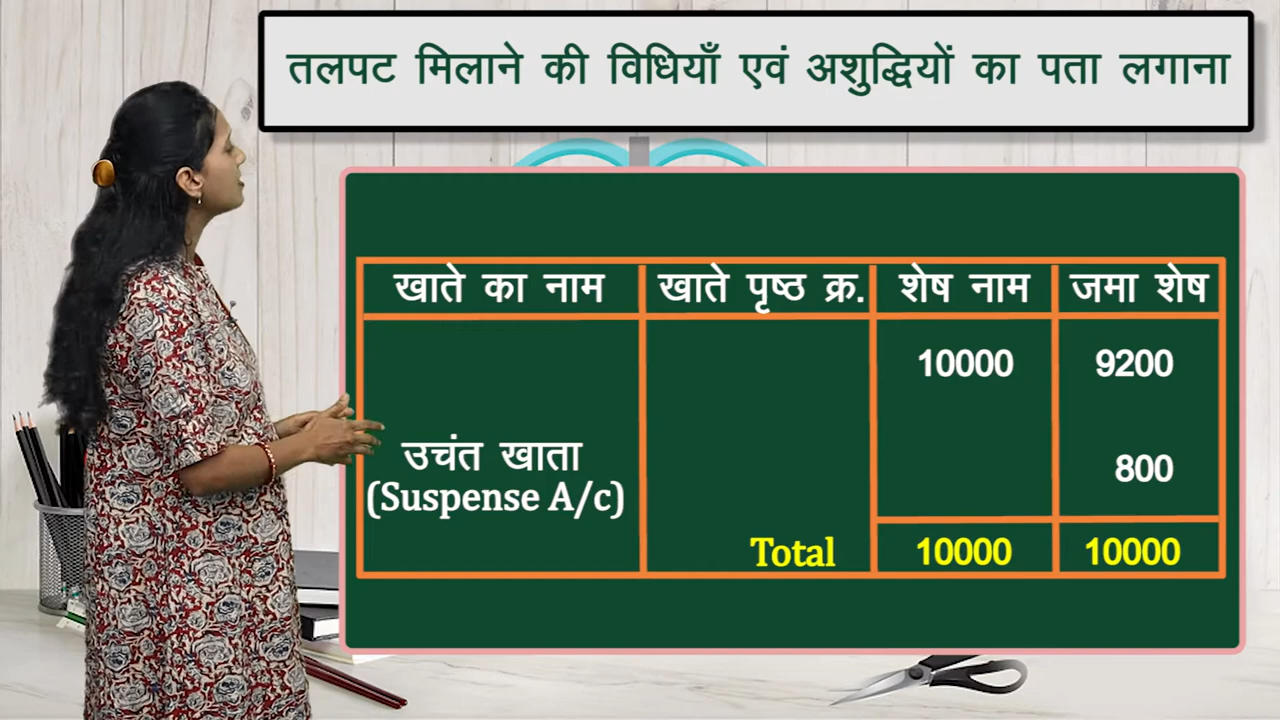 तलपट मिलाने की विधियाँ एवं अशुद्धियों का पता लगाना
खाते का नाम खाते पृष्ठ क्र. शेष नाम जमा शेष
10000 9200
उचंत खाता
(Suspense A/c) 800
Total 10000 10000